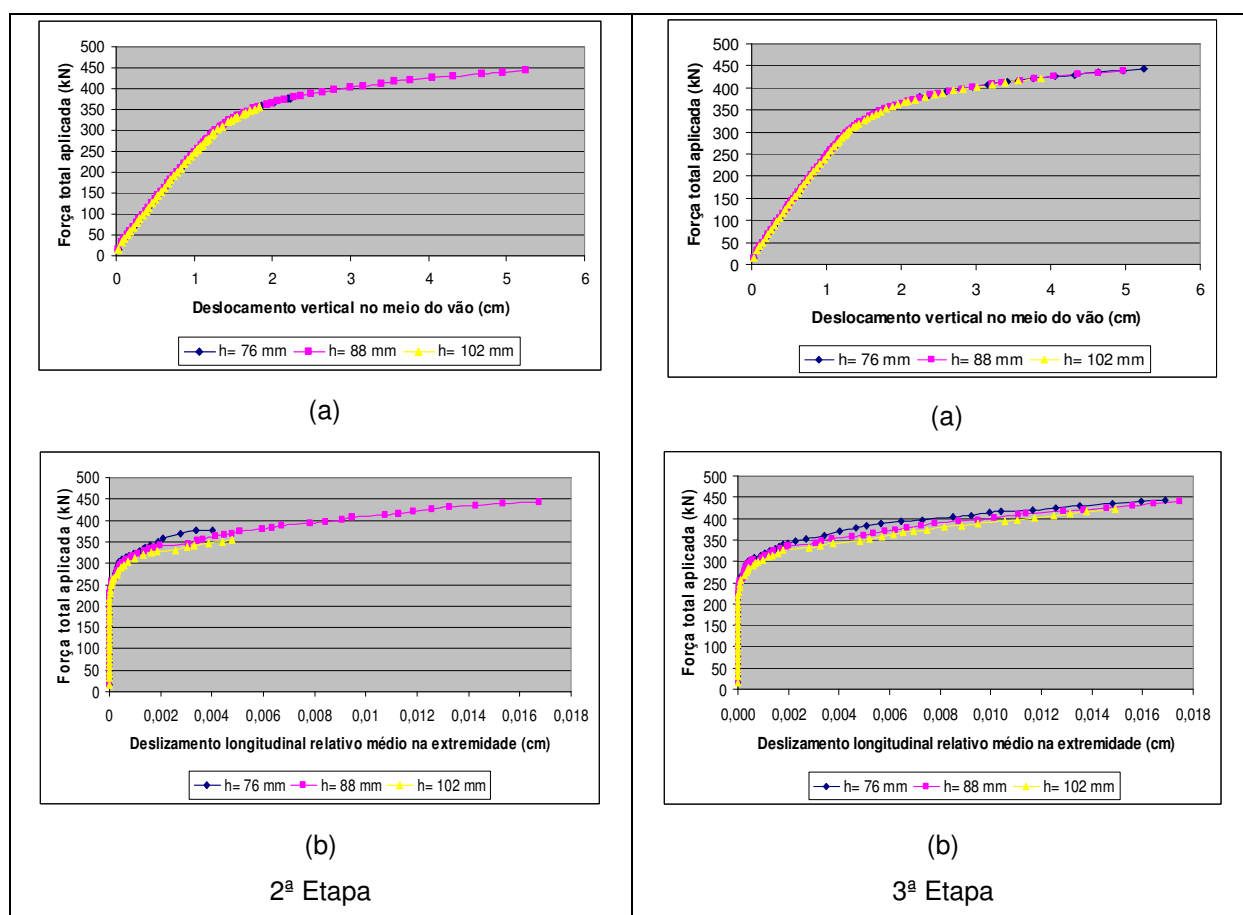 Força total aplicada (kN)
500
450
400
350
300
250
200
150
100
50
0
0 1 2 3 4 5 6
Deslocamento vertical no meio do vão (cm)
h= 76 mm h= 88 mm h= 102 mm
(a)
Força total aplicada (kN)
500
450
400
350
300
250
200
150
100
50
0
0 0,002 0,004 0,006 0,008 0,01 0,012 0,014 0,016 0,018
Deslizamento longitudinal relativo médio na extremidade (cm)
h= 76 mm h= 88 mm h= 102 mm
(b)
2ª Etapa
Força total aplicada (kN)
500
450
400
350
300
250
200
150
100
50
0
0 1 2 3 4 5 6
Deslocamento vertical no meio do vão (cm)
h= 76 mm h= 88 mm h= 102 mm
(a)
Força total aplicada (kN)
500
450
400
350
300
250
200
150
100
50
0
0,000 0,002 0,004 0,006 0,008 0,010 0,012 0,014 0,016 0,018
Deslizamento longitudinal relativo médio na extremidade (cm)
h= 76 mm h= 88 mm h= 102 mm
(b)
3ª Etapa